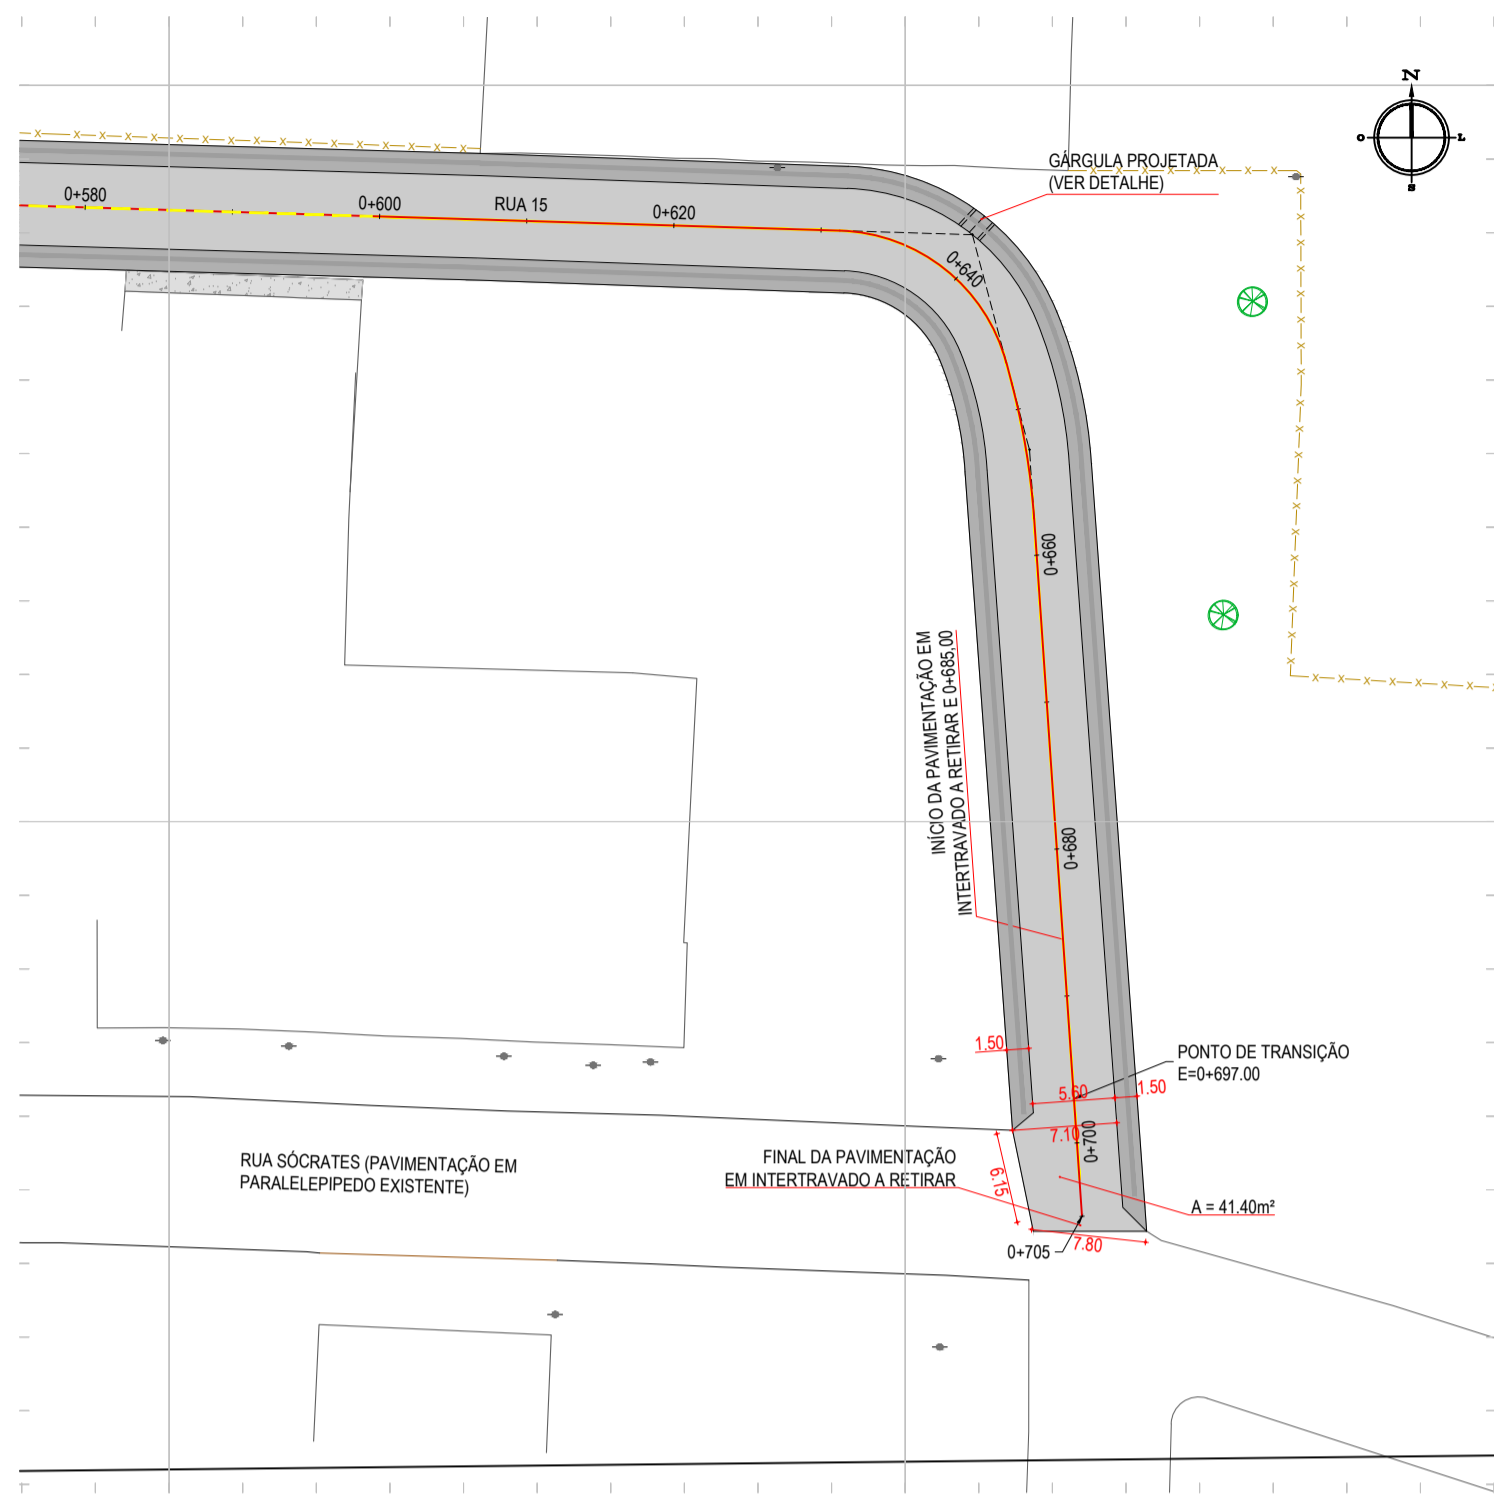 N
O
L
S
GÁRGULA PROJETADA
(VER DETALHE)
0+580
0+600
RUA 15
0+620
0+640
0+660
INÍCIO DA PAVIMENTAÇÃO EM
INTERTRAVADO A RETIRAR E 0+685,00
0+680
1.50
PONTO DE TRANSIÇÃO
E=0+697.00
5.60
1.50
7.10
0+700
RUA SÓCRATES (PAVIMENTAÇÃO EM
PARALELEPIPEDO EXISTENTE)
FINAL DA PAVIMENTAÇÃO
EM INTERTRAVADO A RETIRAR
6.15
A = 41.40m²
0+705
7.80